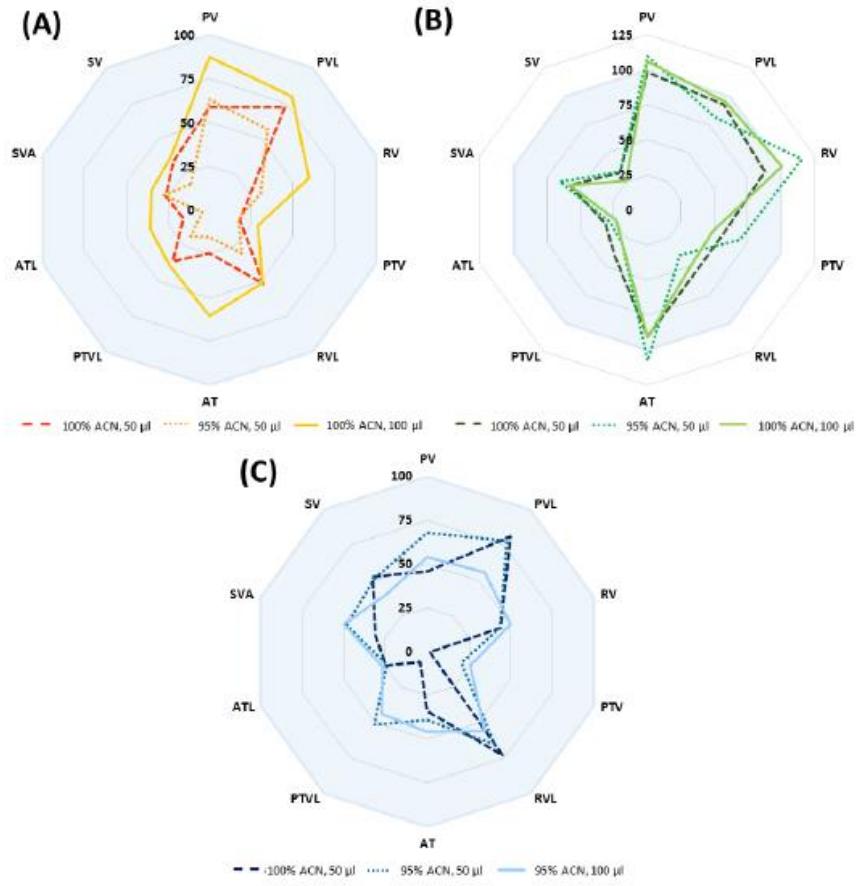 (A)
PV
100
PVL
75
RV
50
PTV
25
RVL
0
AT
PTVL
ATL
SVA
SV
100% ACN, 50 µl
95% ACN, 50 µl
100% ACN, 100 µl
(B)
PV
125
PVL
100
RV
75
PTV
50
RVL
25
AT
0
PTVL
ATL
SVA
SV
100% ACN, 50 µl
95% ACN, 50 µl
100% ACN, 100 µl
(C)
PV
100
PVL
75
RV
50
PTV
25
RVL
0
AT
PTVL
ATL
SVA
SV
100% ACN, 50 µl
95% ACN, 50 µl
95% ACN, 100 µl